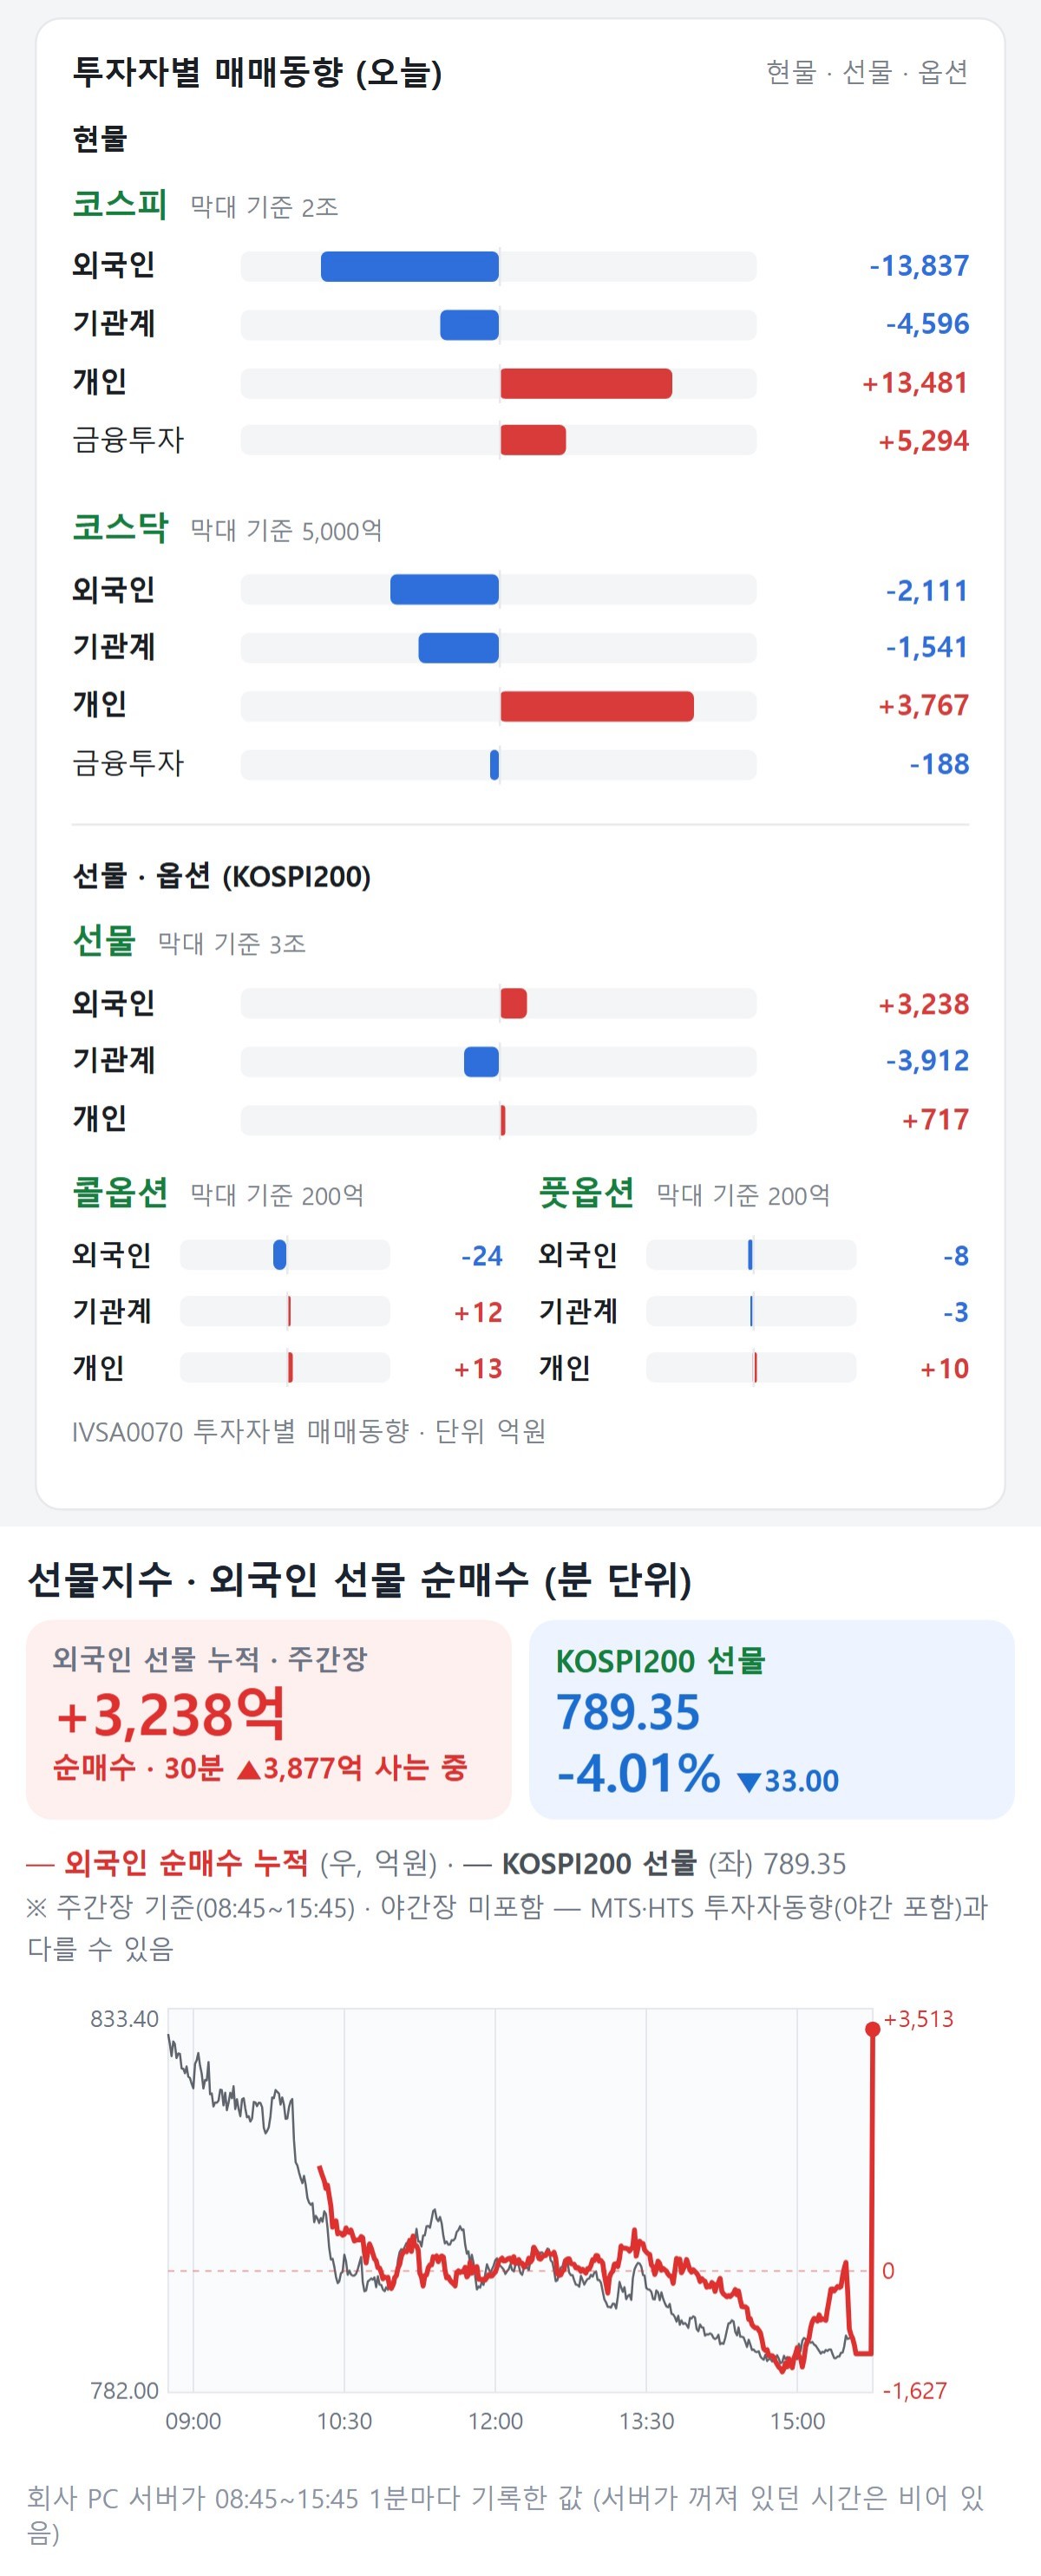 투자자별 매매동향 (오늘) 현물 · 선물 · 옵션
현물
코스피 막대 기준 2조
외국인 -13,837
기관계 -4,596
개인 +13,481
금융투자 +5,294
코스닥 막대 기준 5,000억
외국인 -2,111
기관계 -1,541
개인 +3,767
금융투자 -188
선물 · 옵션 (KOSPI200)
선물 막대 기준 3조
외국인 +3,238
기관계 -3,912
개인 +717
콜옵션 막대 기준 200억
외국인 -24
기관계 +12
개인 +13
풋옵션 막대 기준 200억
외국인 -8
기관계 -3
개인 +10
IVSA0070 투자자별 매매동향 · 단위 억원
선물지수 · 외국인 선물 순매수 (분 단위)
외국인 선물 누적 · 주간장
+3,238억
순매수 · 30분 ▲3,877억 사는 중
KOSPI200 선물
789.35
-4.01% ▼33.00
— 외국인 순매수 누적 (우, 억원) · — KOSPI200 선물 (좌) 789.35
※ 주간장 기준(08:45~15:45) · 야간장 미포함 — MTS·HTS 투자자동향(야간 포함)과
다를 수 있음
833.40 +3,513
0
782.00 -1,627
09:00 10:30 12:00 13:30 15:00
회사 PC 서버가 08:45~15:45 1분마다 기록한 값 (서버가 꺼져 있던 시간은 비어 있
음)